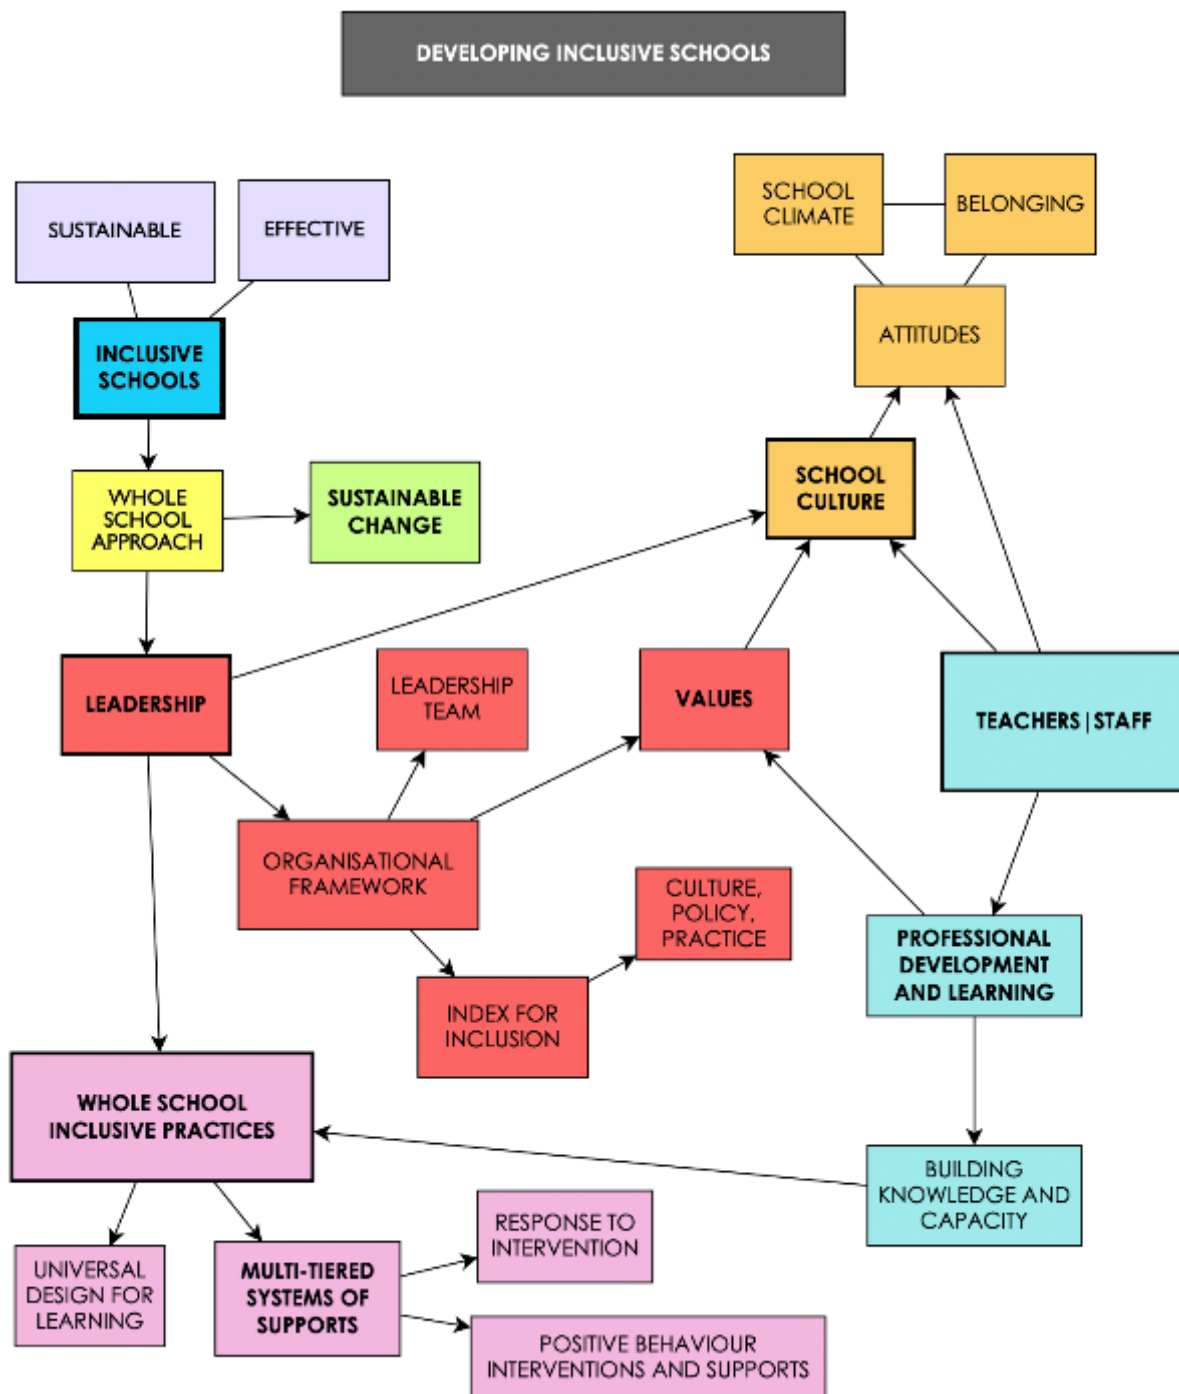 DEVELOPING INCLUSIVE SCHOOLS
SUSTAINABLE
EFFECTIVE
SCHOOL
CLIMATE
BELONGING
ATTITUDES
INCLUSIVE
SCHOOLS
WHOLE
SCHOOL
APPROACH
SUSTAINABLE
CHANGE
SCHOOL
CULTURE
LEADERSHIP
LEADERSHIP
TEAM
VALUES
TEACHERS|STAFF
ORGANISATIONAL
FRAMEWORK
CULTURE,
POLICY,
PRACTICE
PROFESSIONAL
DEVELOPMENT
AND LEARNING
INDEX FOR
INCLUSION
WHOLE SCHOOL
INCLUSIVE PRACTICES
BUILDING
KNOWLEDGE AND
CAPACITY
UNIVERSAL
DESIGN FOR
LEARNING
MULTI-TIERED
SYSTEMS OF
SUPPORTS
RESPONSE TO
INTERVENTION
POSITIVE BEHAVIOUR
INTERVENTIONS AND SUPPORTS